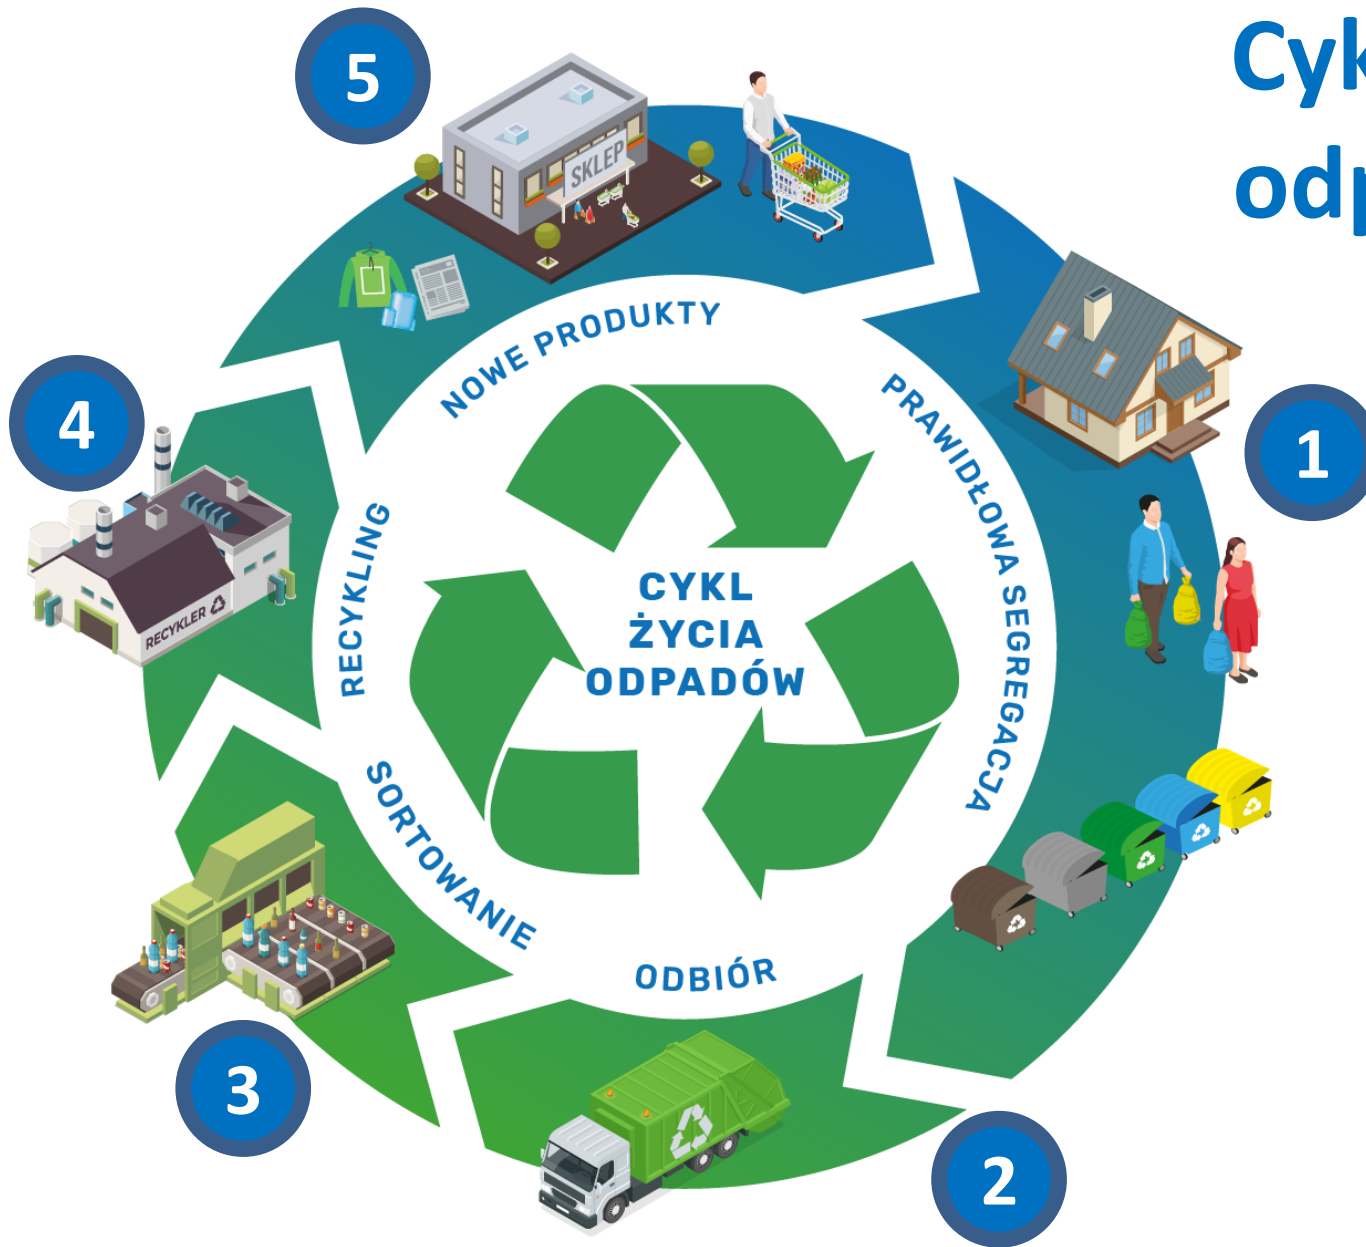 Cyk
odp
5
SKLEP
NOWE PRODUKTY
1
PRAWIDŁOWA SEGREGACJA
4
RECYKLER
RECYKLING
CYKL
ŻYCIA
ODPADÓW
SORTOWANIE
3
ODBIÓR
2